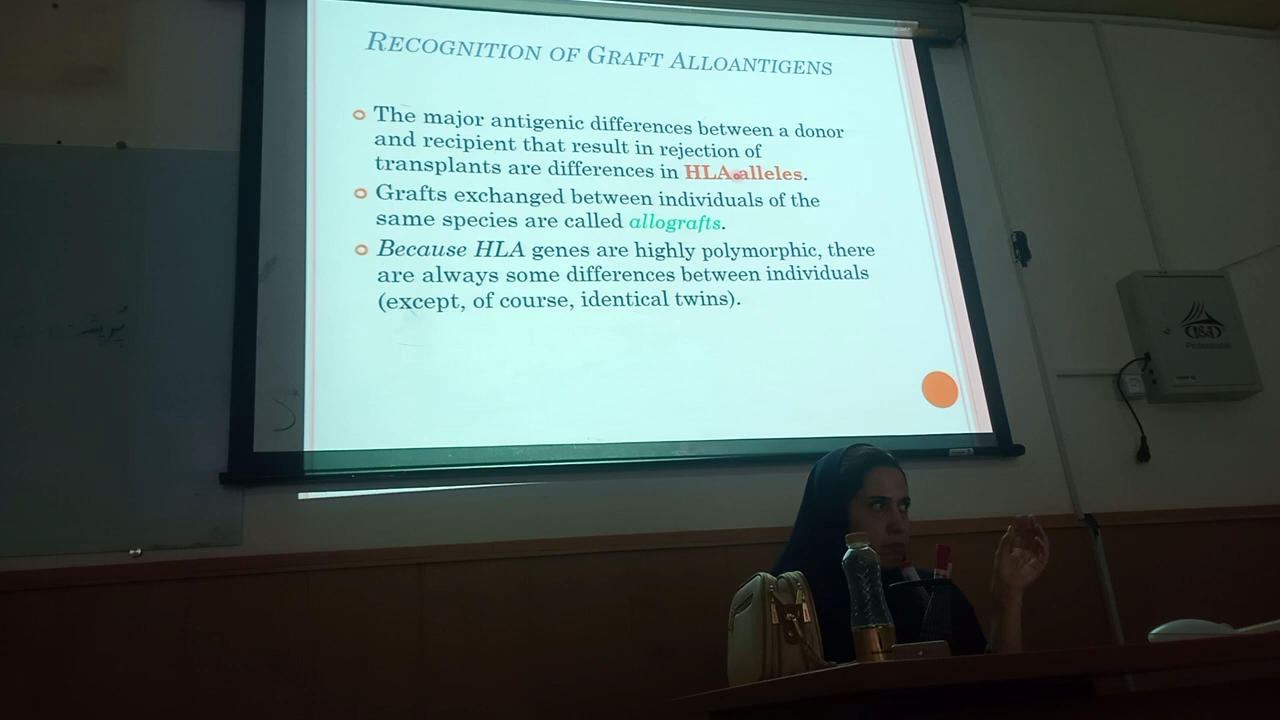 RECOGNITION OF GRAFT ALLOANTIGENS
The major antigenic differences between a donor
and recipient that result in rejection of
transplants are differences in HLA alleles.
Grafts exchanged between individuals of the
same species are called allografts.
Because HLA genes are highly polymorphic, there
are always some differences between individuals
(except, of course, identical twins).
Professional